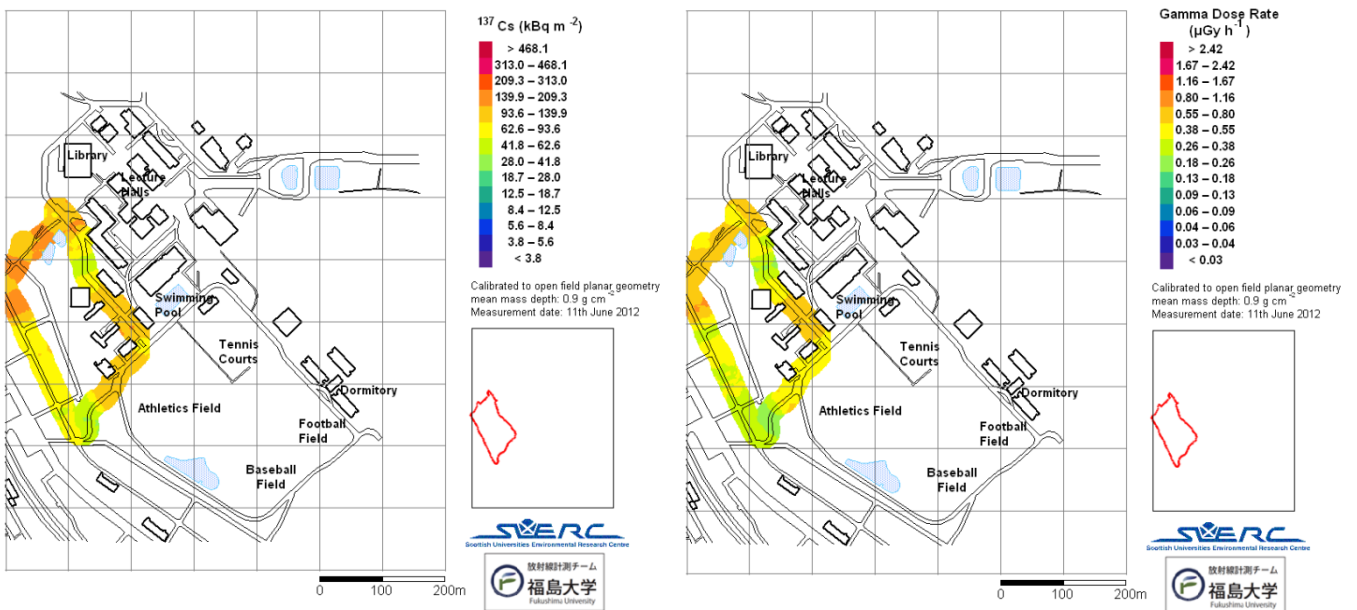 137 Cs (kBq m -2)
> 468.1
313.0 – 468.1
209.3 – 313.0
139.9 – 209.3
93.6 – 139.9
62.6 – 93.6
41.8 – 62.6
28.0 – 41.8
18.7 – 28.0
12.5 – 18.7
8.4 – 12.5
5.6 – 8.4
3.8 – 5.6
< 3.8
Calibrated to open field planar geometry
mean mass depth: 0.9 g cm-2
Measurement date: 11th June 2012
Library
Lecture
Halls
Swimming
Pool
Tennis
Courts
Dormitory
Athletics Field
Football
Field
Baseball
Field
SUERC
Scottish Universities Environmental Research Centre
放射線計測チーム
福島大学
Fukushima University
0 100 200m
Gamma Dose Rate
(µGy h-1)
> 2.42
1.67 – 2.42
1.16 – 1.67
0.80 – 1.16
0.55 – 0.80
0.38 – 0.55
0.26 – 0.38
0.18 – 0.26
0.13 – 0.18
0.09 – 0.13
0.06 – 0.09
0.04 – 0.06
0.03 – 0.04
< 0.03
Calibrated to open field planar geometry
mean mass depth: 0.9 g cm-2
Measurement date: 11th June 2012
Library
Lecture
Halls
Swimming
Pool
Tennis
Courts
Dormitory
Athletics Field
Football
Field
Baseball
Field
SUERC
Scottish Universities Environmental Research Centre
放射線計測チーム
福島大学
Fukushima University
0 100 200m